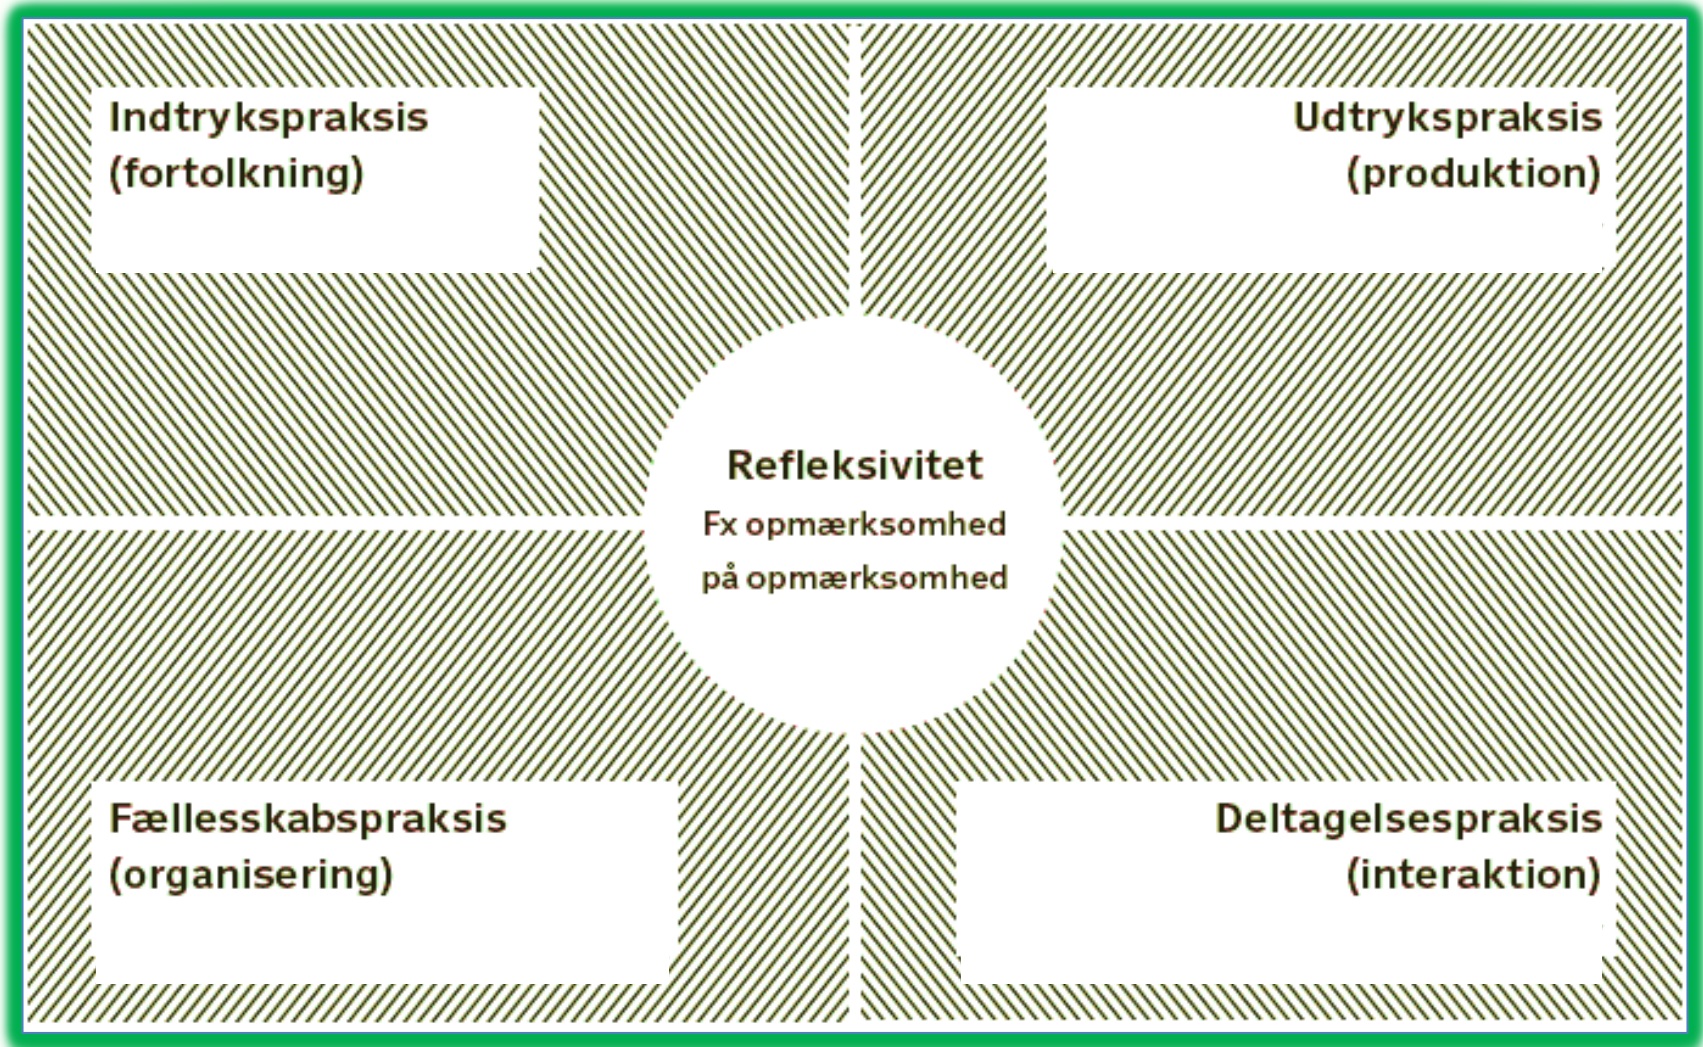 Indtrykspraksis
(fortolkning)
Udtrykspraksis
(produktion)
Refleksivitet
Fx opmærksomhed
på opmærksomhed
Fællesskabspraksis
(organisering)
Deltagelsespraksis
(interaktion)